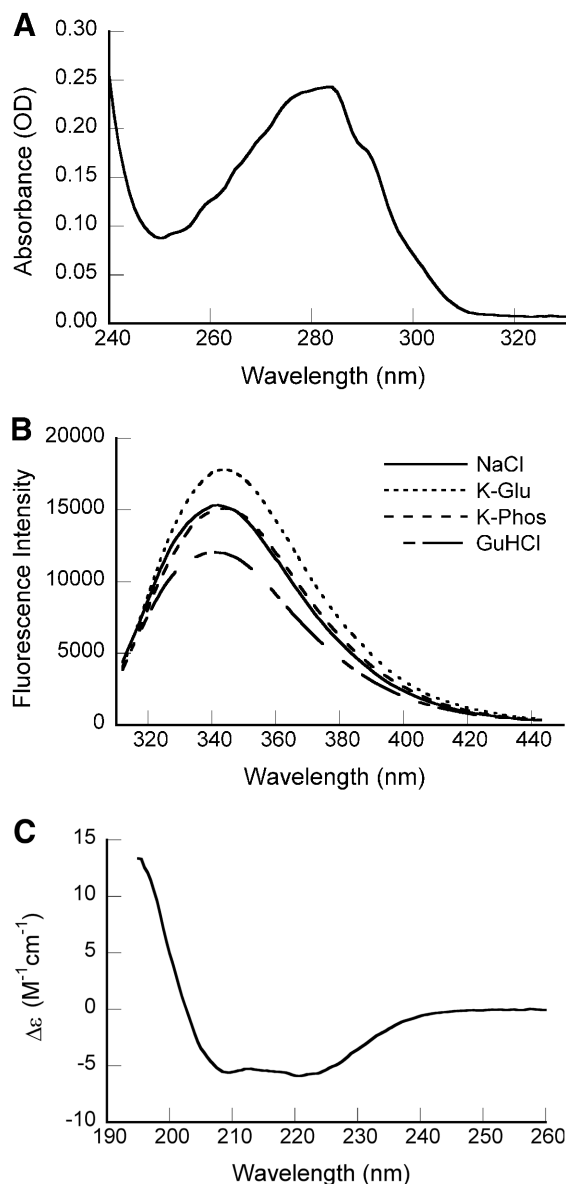 A
0.30
0.25
0.20
0.15
0.10
0.05
0.00
Absorbance (OD)
240 260 280 300 320
Wavelength (nm)
B
20000
15000
10000
5000
0
Fluorescence Intensity
NaCl
K-Glu
K-Phos
GuHCl
320 340 360 380 400 420 440
Wavelength (nm)
C
15
10
5
0
-5
-10
Δε (M⁻¹cm⁻¹)
190 200 210 220 230 240 250 260
Wavelength (nm)